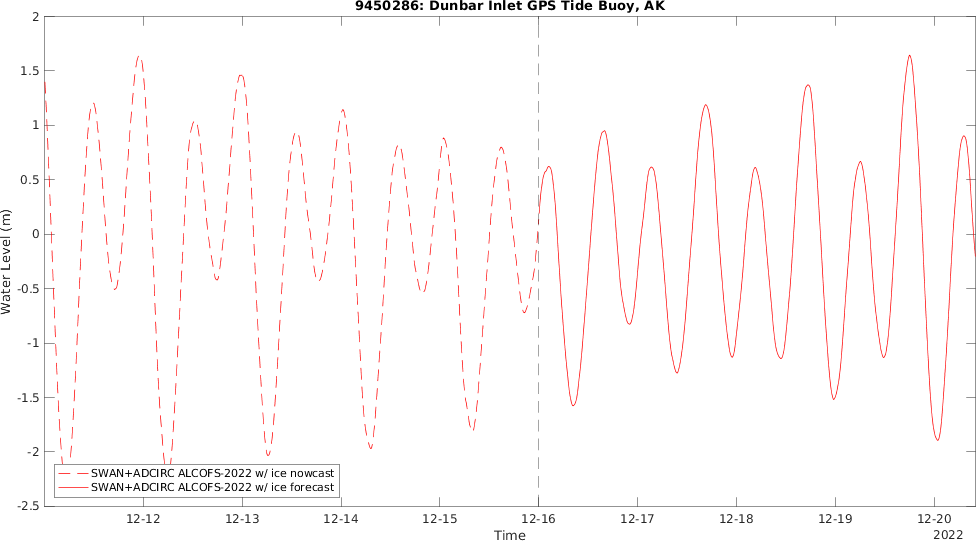 9450286: Dunbar Inlet GPS Tide Buoy, AK
2
1.5
1
0.5
0
-0.5
-1
-1.5
-2
-2.5
Water Level (m)
SWAN+ADCIRC ALCOFS-2022 w/ ice nowcast
SWAN+ADCIRC ALCOFS-2022 w/ ice forecast
12-12 12-13 12-14 12-15 12-16 12-17 12-18 12-19 12-20
Time
2022